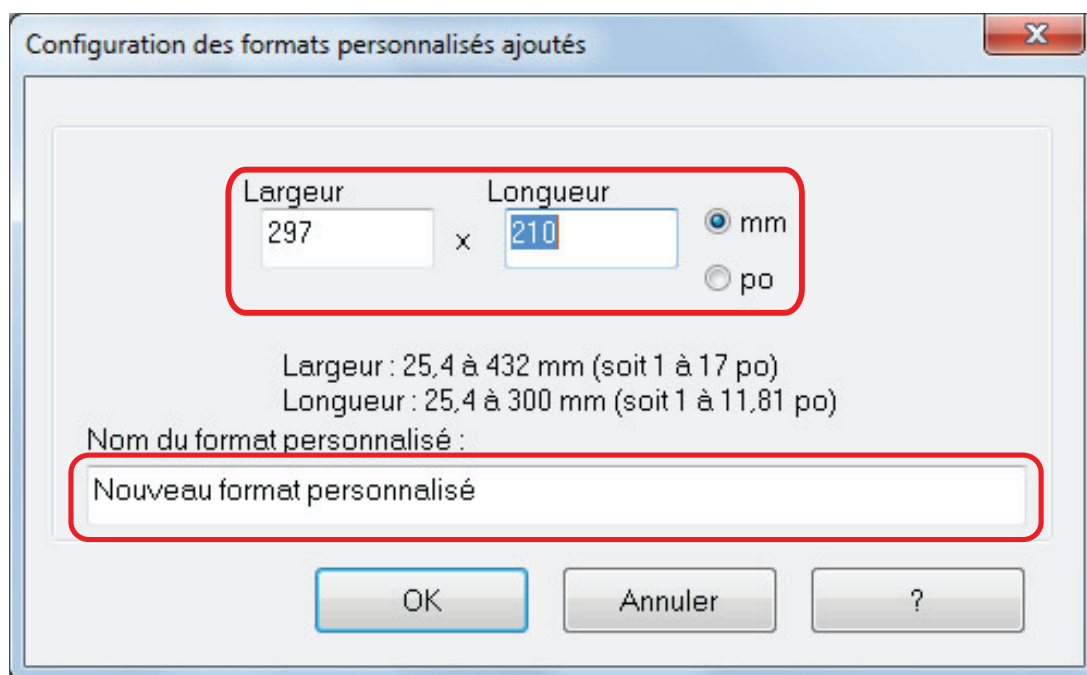 Configuration des formats personnalisés ajoutés
x
Largeur Longueur
297 x 210 mm
po
Largeur : 25,4 à 432 mm (soit 1 à 17 po)
Longueur : 25,4 à 300 mm (soit 1 à 11,81 po)
Nom du format personnalisé :
Nouveau format personnalisé
OK Annuler ?